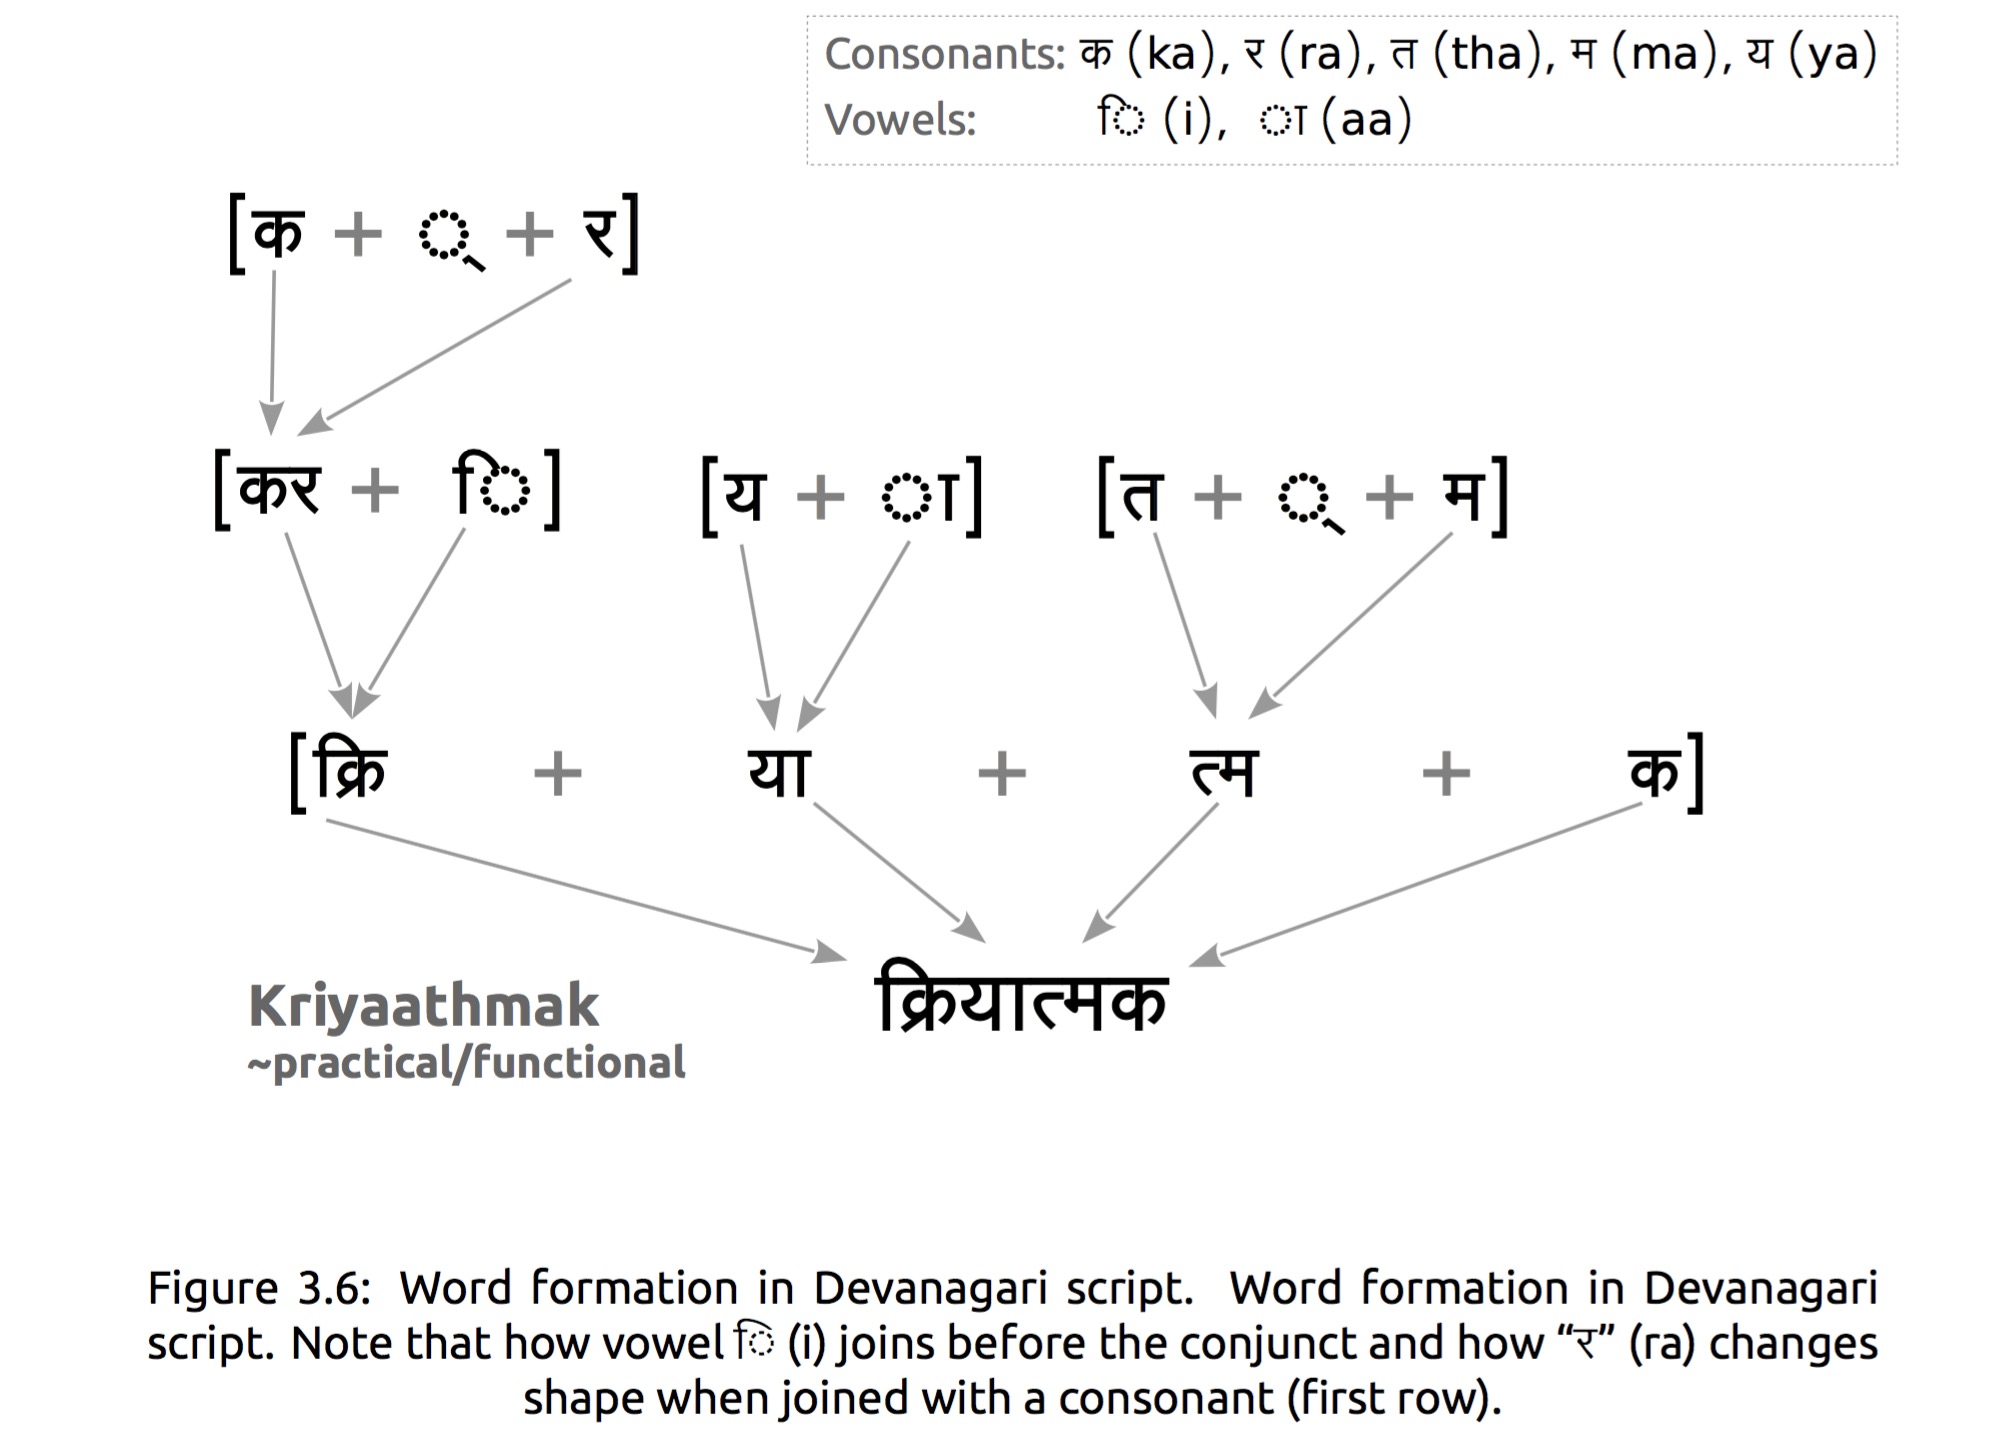 Consonants: क (ka), र (ra), त (tha), म (ma), य (ya)
Vowels: ि (i), ा (aa)
[क + ् + र]
[कर + ि] [य + ा] [त + ् + म]
[क्रि + या + त्म + क]
क्रियात्मक
Kriyaathmak
~practical/functional
Figure 3.6: Word formation in Devanagari script. Word formation in Devanagari
script. Note that how vowel ि (i) joins before the conjunct and how “र” (ra) changes
shape when joined with a consonant (first row).